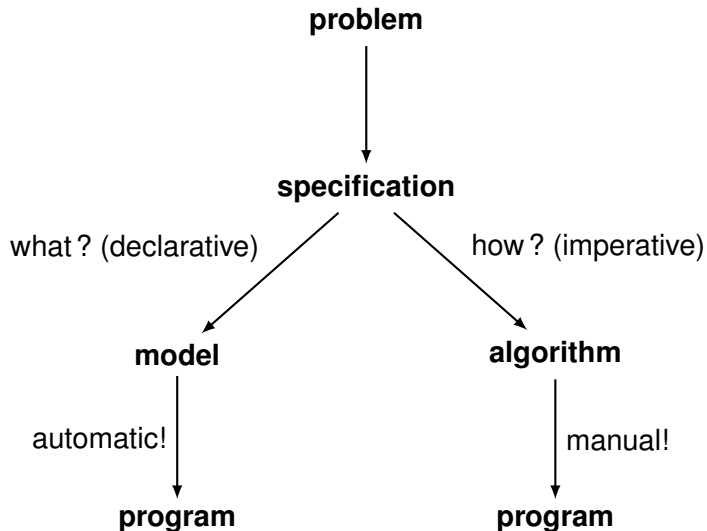 problem
specification
what? (declarative)
how? (imperative)
model
algorithm
automatic!
manual!
program
program